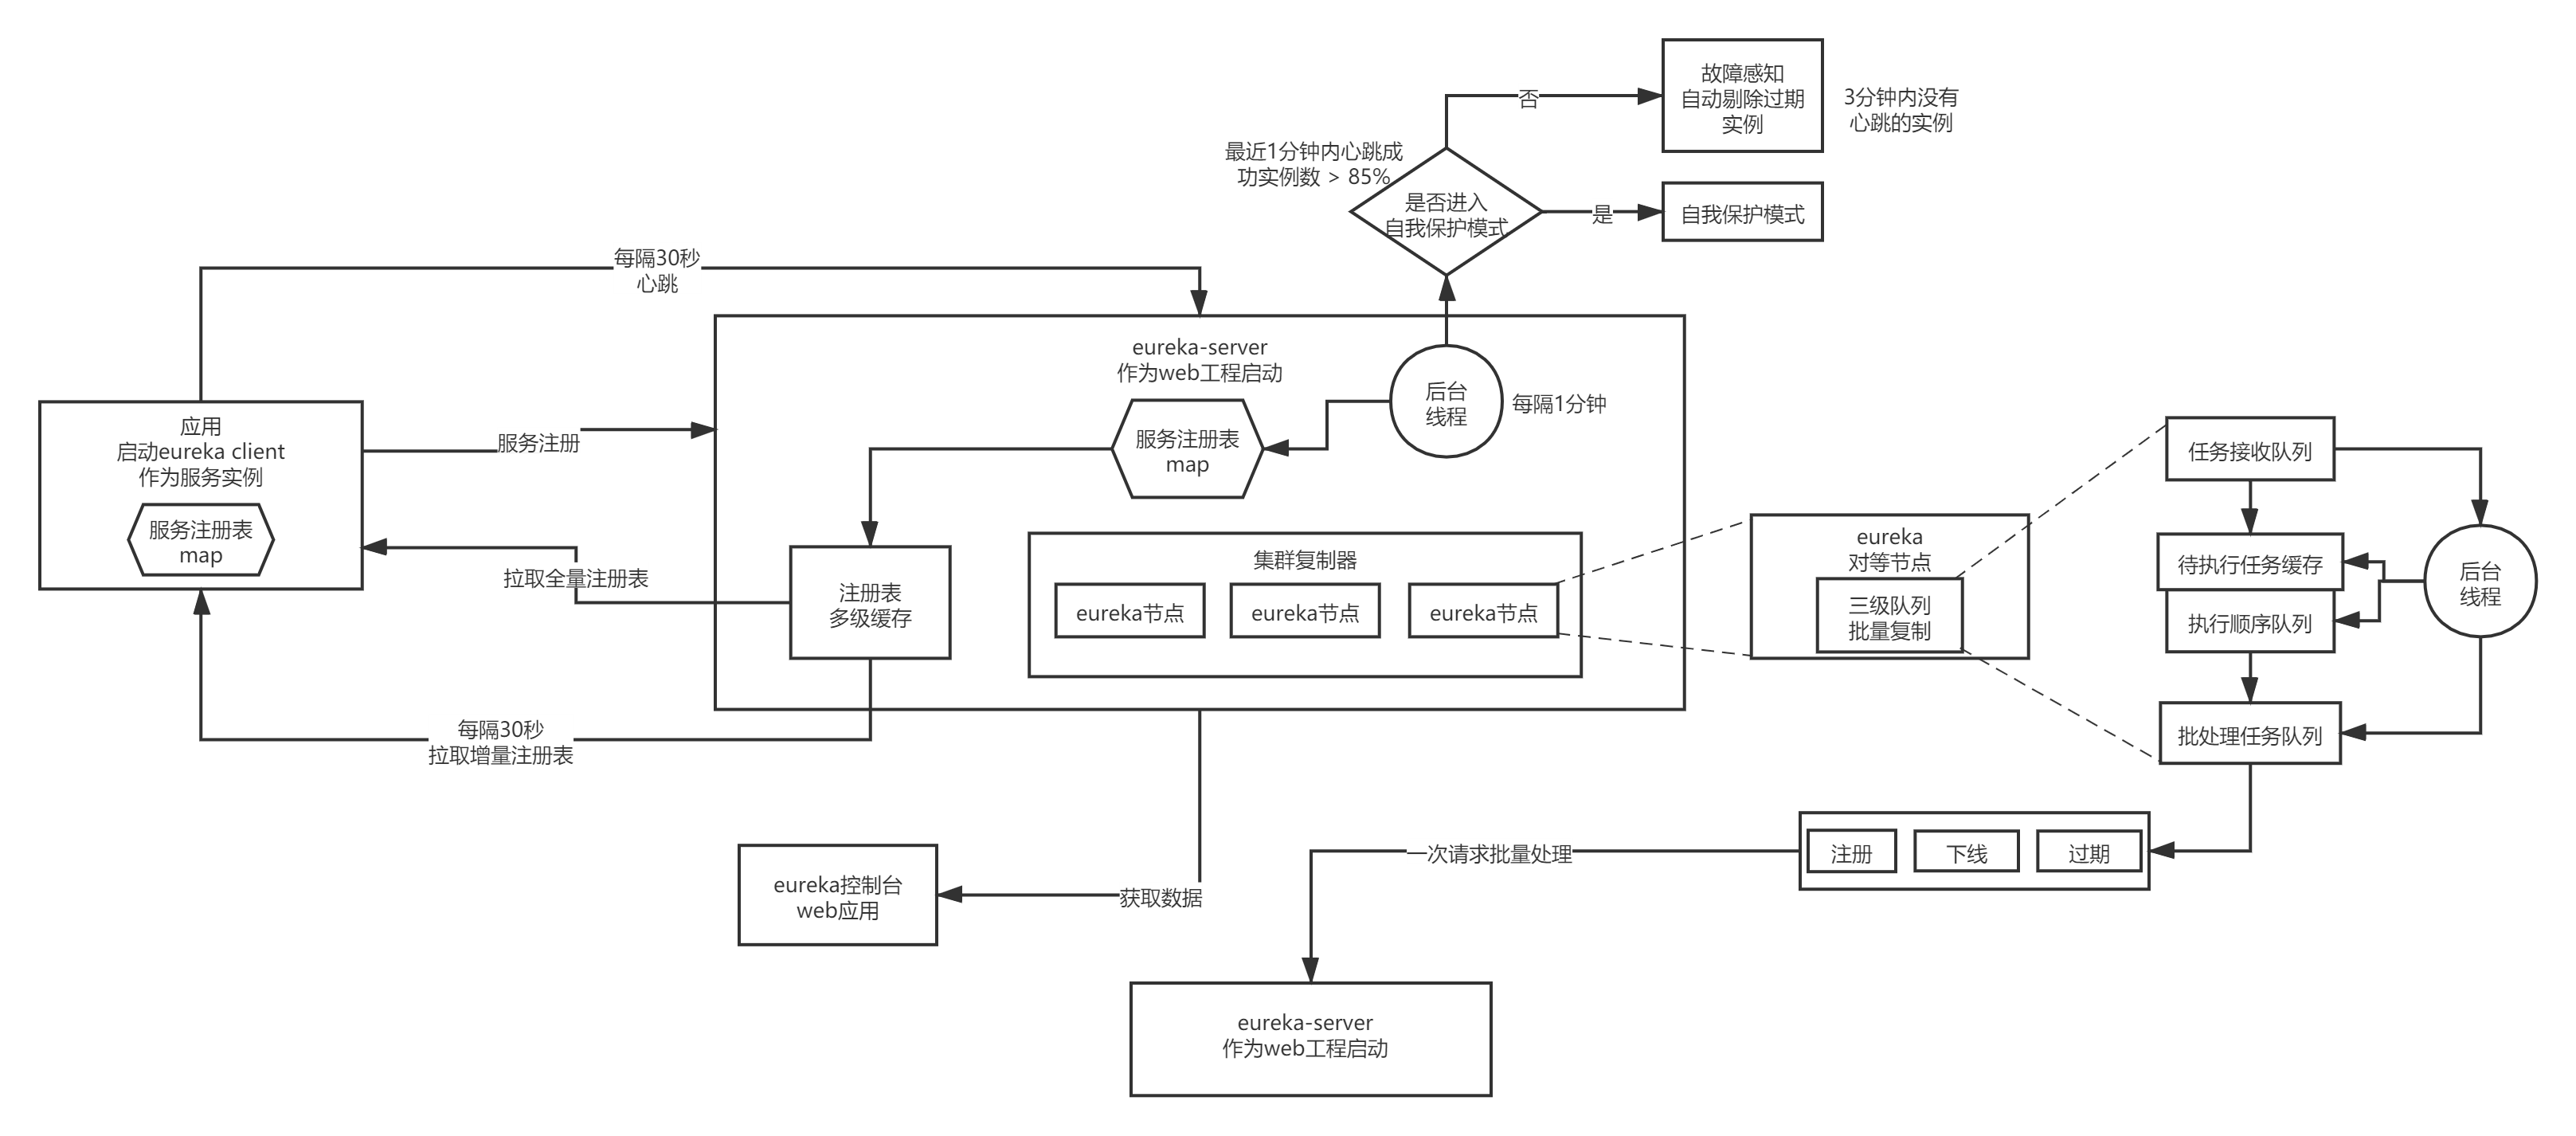 故障感知
自动剔除过期
实例
3分钟内没有
心跳的实例
否
最近1分钟内心跳成
功实例数 > 85%
是否进入
自我保护模式
是
自我保护模式
每隔30秒
心跳
eureka-server
作为web工程启动
后台
线程
每隔1分钟
服务注册表
map
应用
启动eureka client
作为服务实例
服务注册表
map
服务注册
拉取全量注册表
注册表
多级缓存
每隔30秒
拉取增量注册表
集群复制器
eureka节点
eureka节点
eureka节点
eureka
对等节点
三级队列
批量复制
任务接收队列
待执行任务缓存
执行顺序队列
后台
线程
批处理任务队列
注册
下线
过期
一次请求批量处理
eureka控制台
web应用
获取数据
eureka-server
作为web工程启动